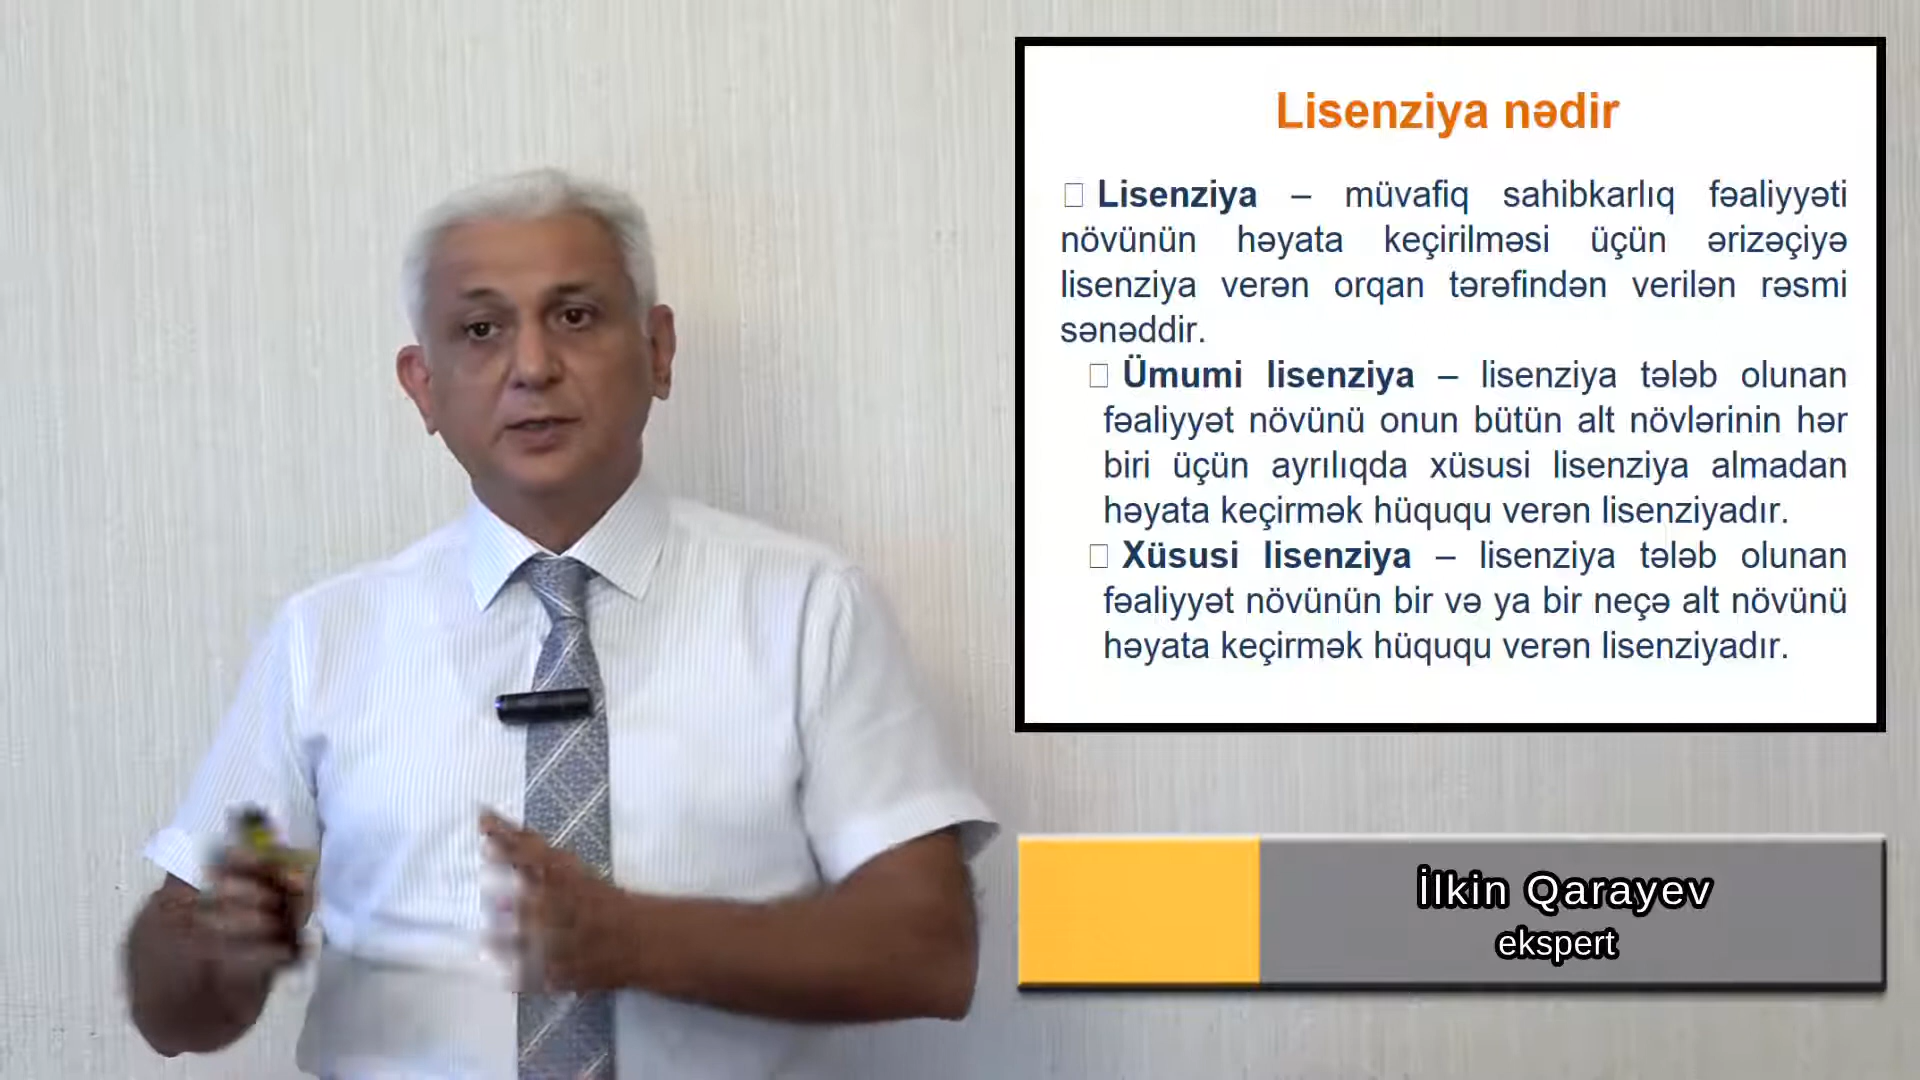 Lisenziya nədir
Lisenziya – müvafiq sahibkarlıq fəaliyyəti
növünün həyata keçirilməsi üçün ərizəçiyə
lisenziya verən orqan tərəfindən verilən rəsmi
sənəddir.
Ümumi lisenziya – lisenziya tələb olunan
fəaliyyət növünü onun bütün alt növlərinin hər
biri üçün ayrılıqda xüsusi lisenziya almadan
həyata keçirmək hüququ verən lisenziyadır.
Xüsusi lisenziya – lisenziya tələb olunan
fəaliyyət növünün bir və ya bir neçə alt növünü
həyata keçirmək hüququ verən lisenziyadır.
İlkin Qarayev
ekspert